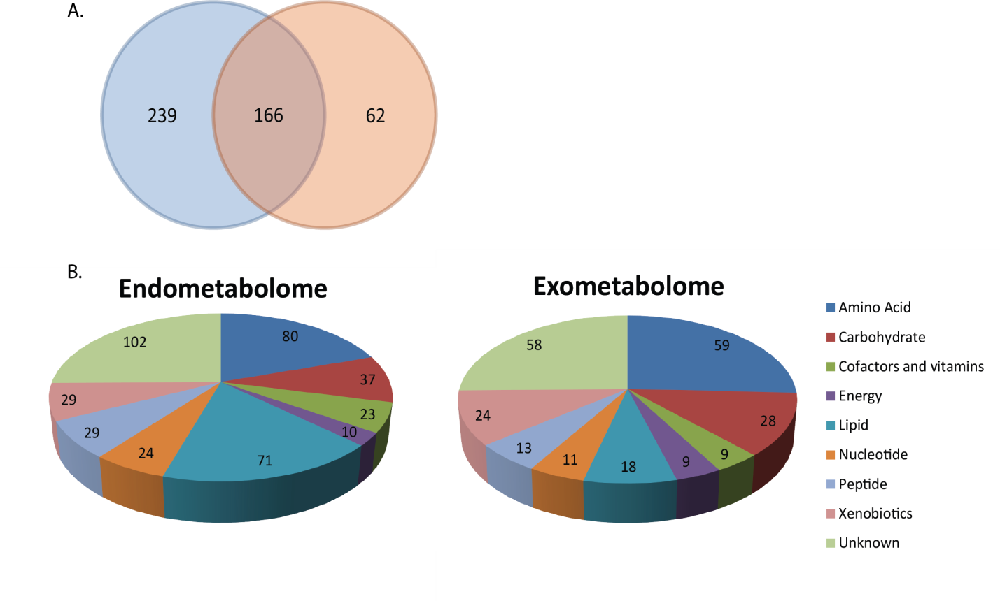 A.
239
166
62
B.
Endometabolome
Exometabolome
80
37
23
10
71
24
29
29
102
59
28
9
9
18
11
13
24
58
Amino Acid
Carbohydrate
Cofactors and vitamins
Energy
Lipid
Nucleotide
Peptide
Xenobiotics
Unknown